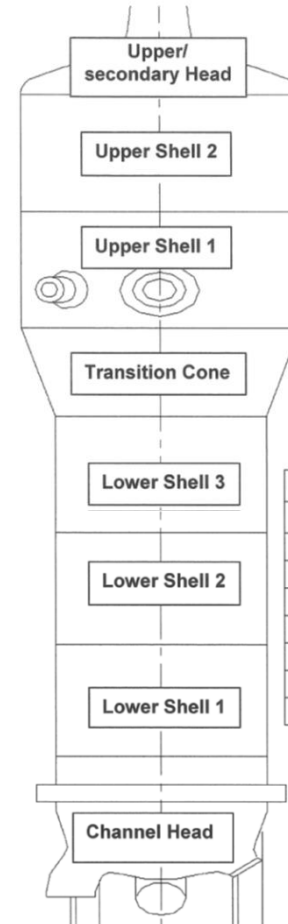 Upper/
secondary Head
Upper Shell 2
Upper Shell 1
Transition Cone
Lower Shell 3
Lower Shell 2
Lower Shell 1
Channel Head